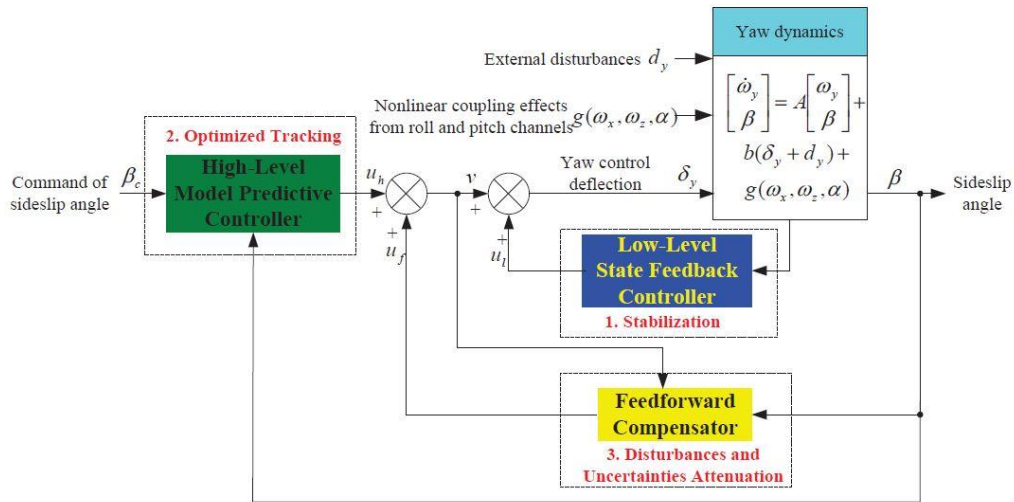 Yaw dynamics
External disturbances d_y
Nonlinear coupling effects
from roll and pitch channels g(ω_x, ω_z, α)
[ω̇_y β] = A[ω_y β] +
b(δ_y + d_y) +
g(ω_x, ω_z, α)
2. Optimized Tracking
High-Level
Model Predictive
Controller
Command of
sideslip angle
β_c
u_h
+
+
u_f
v
+
+
u_l
Yaw control
deflection
δ_y
β
Sideslip
angle
Low-Level
State Feedback
Controller
1. Stabilization
Feedforward
Compensator
3. Disturbances and
Uncertainties Attenuation